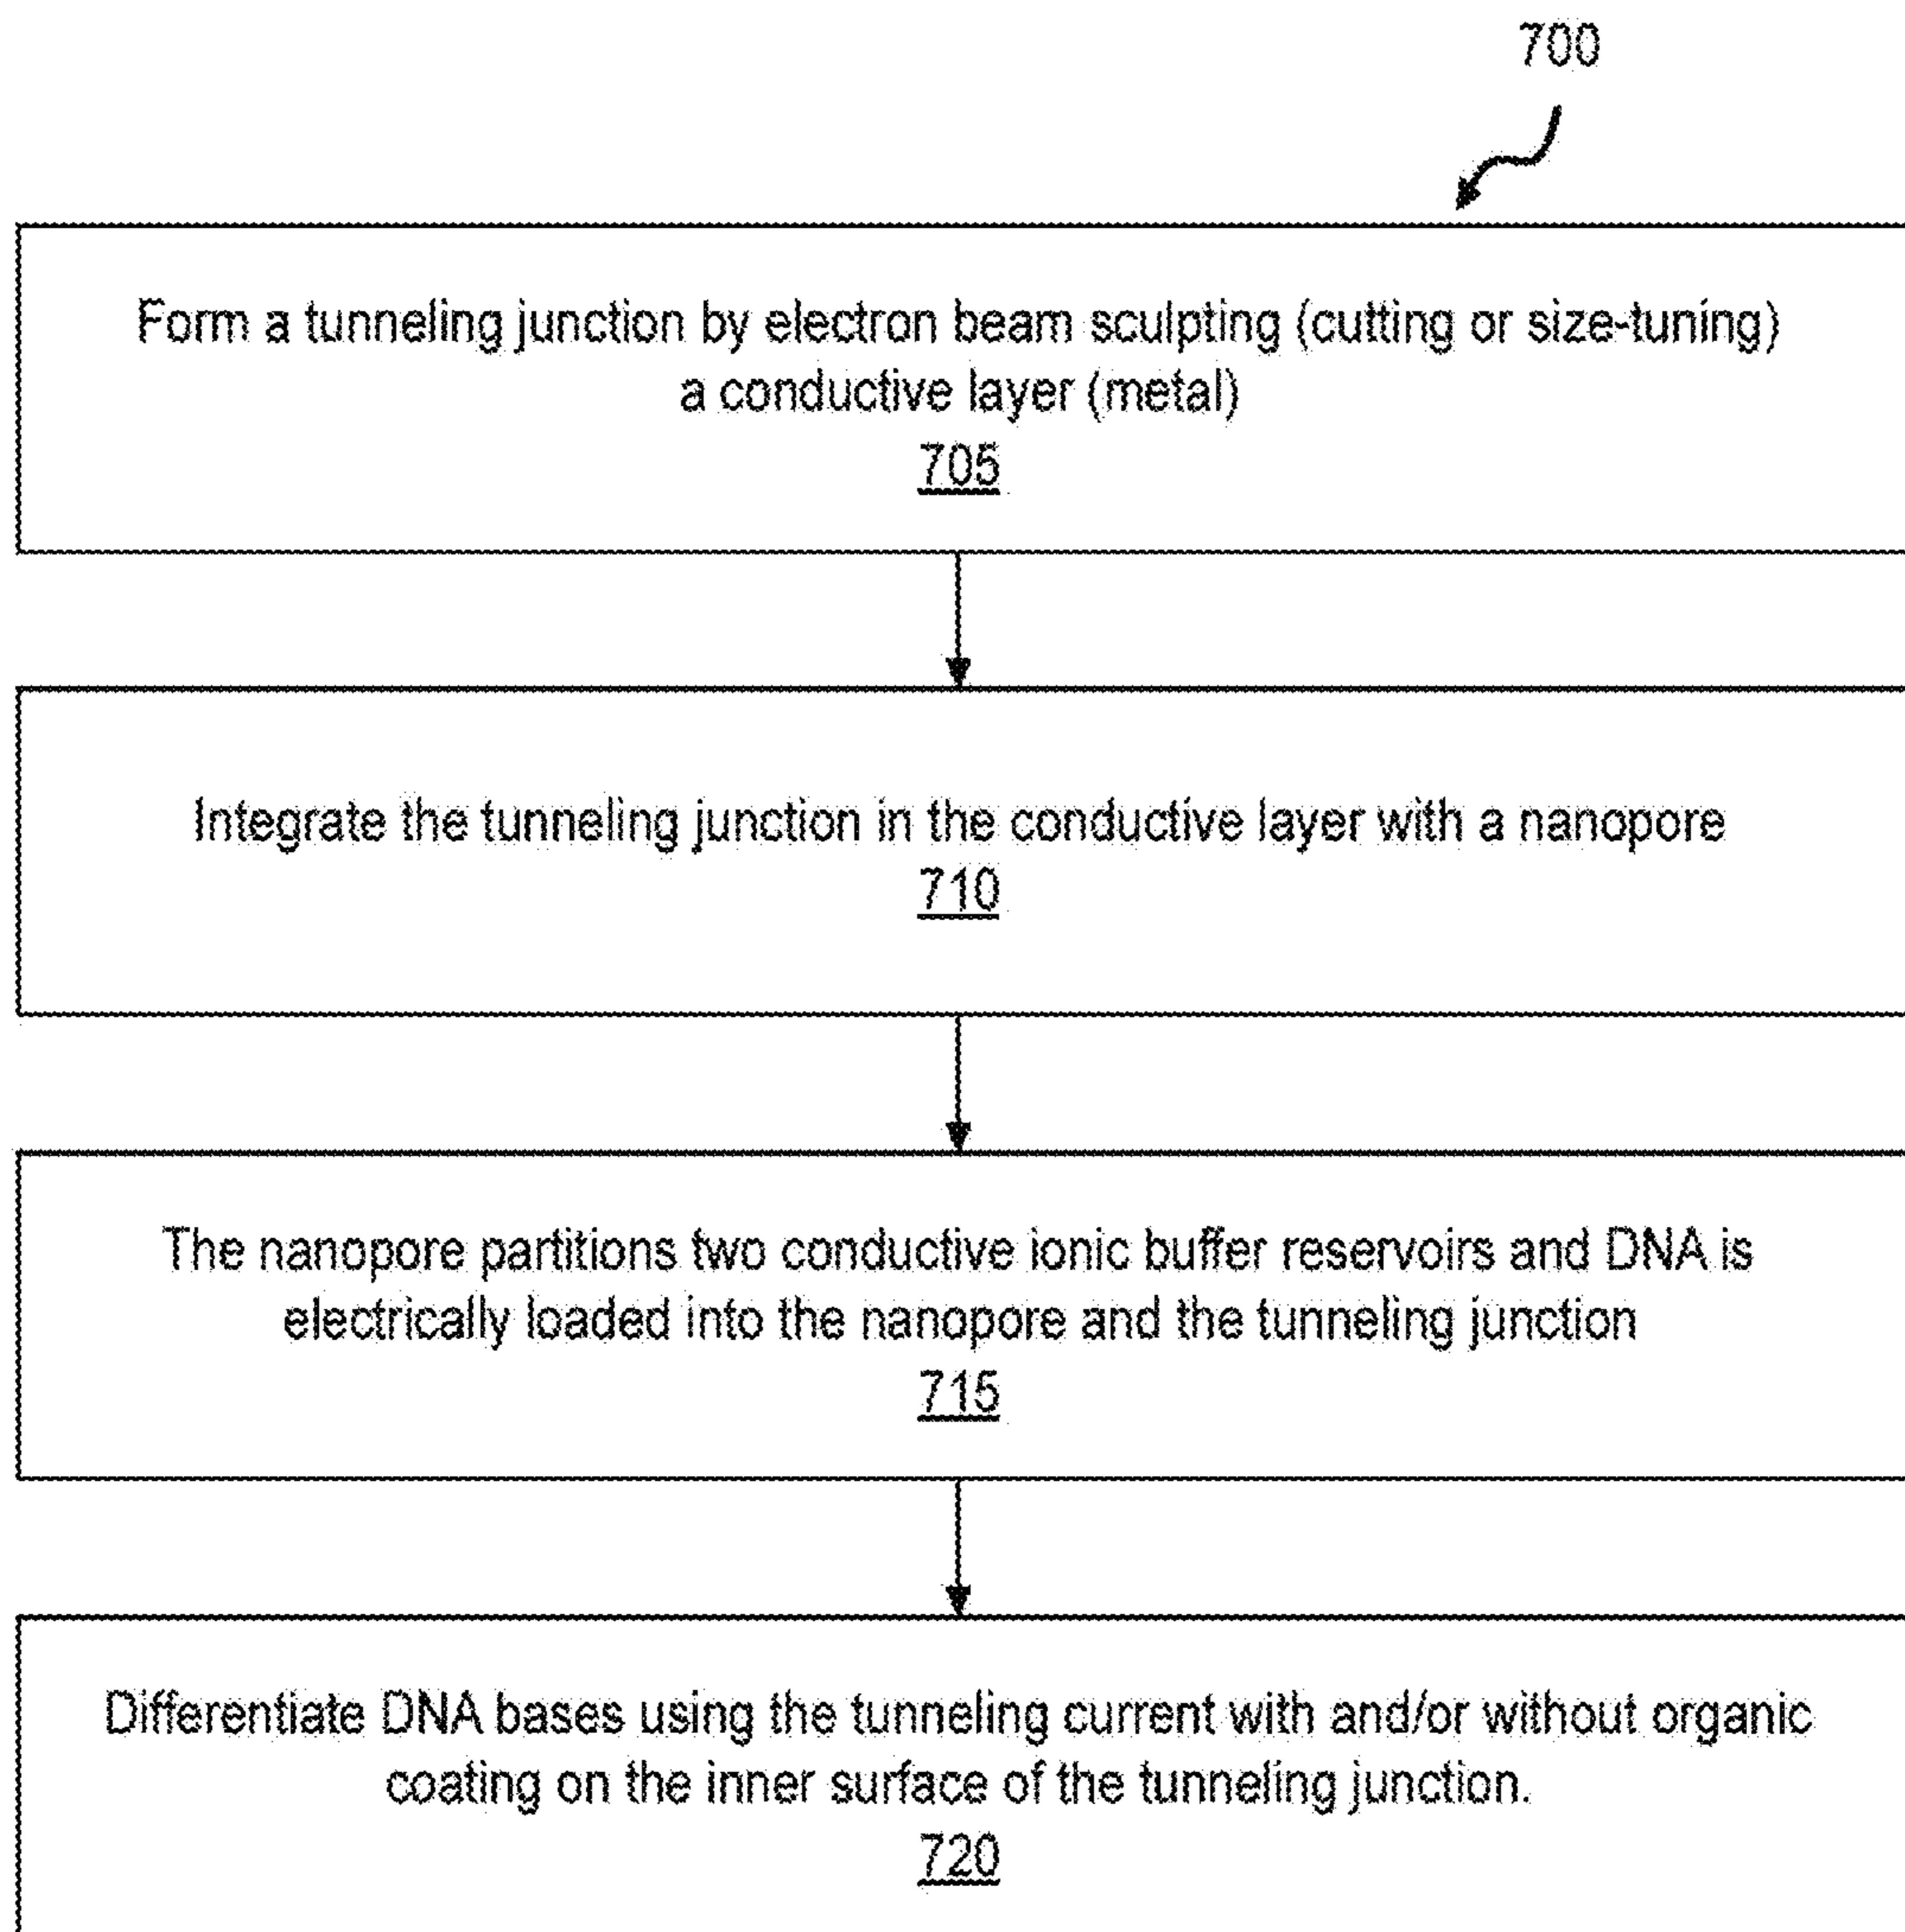 700
Form a tunneling junction by electron beam sculpting (cutting or size-tuning)
a conductive layer (metal)
705
Integrate the tunneling junction in the conductive layer with a nanopore
710
The nanopore partitions two conductive ionic buffer reservoirs and DNA is
electrically loaded into the nanopore and the tunneling junction
715
Differentiate DNA bases using the tunneling current with and/or without organic
coating on the inner surface of the tunneling junction.
720